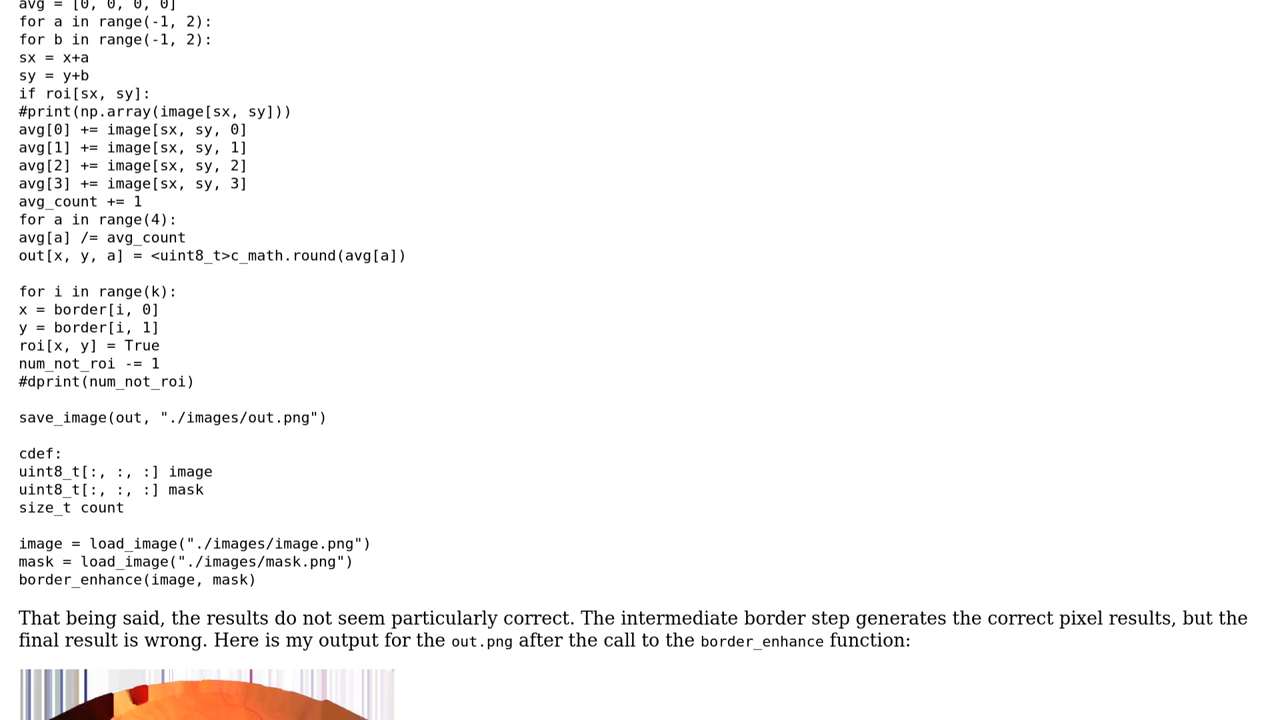 avg = [0, 0, 0, 0]
for a in range(-1, 2):
for b in range(-1, 2):
sx = x+a
sy = y+b
if roi[sx, sy]:
#print(np.array(image[sx, sy]))
avg[0] += image[sx, sy, 0]
avg[1] += image[sx, sy, 1]
avg[2] += image[sx, sy, 2]
avg[3] += image[sx, sy, 3]
avg_count += 1
for a in range(4):
avg[a] /= avg_count
out[x, y, a] = <uint8_t>c_math.round(avg[a])
for i in range(k):
x = border[i, 0]
y = border[i, 1]
roi[x, y] = True
num_not_roi -= 1
#dprint(num_not_roi)
save_image(out, "./images/out.png")
cdef:
uint8_t[:, :, :] image
uint8_t[:, :, :] mask
size_t count
image = load_image("./images/image.png")
mask = load_image("./images/mask.png")
border_enhance(image, mask)
That being said, the results do not seem particularly correct. The intermediate border step generates the correct pixel results, but the
final result is wrong. Here is my output for the out.png after the call to the border_enhance function: